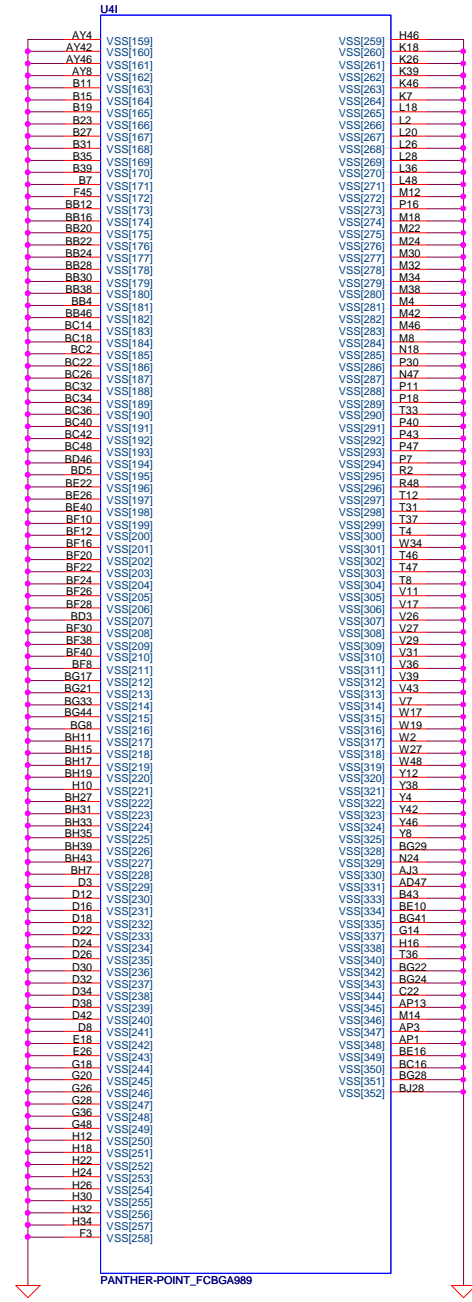 U4I
AY4 VSS[159]
AY42 VSS[160]
AY46 VSS[161]
AY8 VSS[162]
B11 VSS[163]
B15 VSS[164]
B19 VSS[165]
B23 VSS[166]
B27 VSS[167]
B31 VSS[168]
B35 VSS[169]
B39 VSS[170]
B7 VSS[171]
F45 VSS[172]
BB12 VSS[173]
BB16 VSS[174]
BB20 VSS[175]
BB22 VSS[176]
BB24 VSS[177]
BB28 VSS[178]
BB30 VSS[179]
BB38 VSS[180]
BB4 VSS[181]
BB46 VSS[182]
BC14 VSS[183]
BC18 VSS[184]
BC2 VSS[185]
BC22 VSS[186]
BC26 VSS[187]
BC32 VSS[188]
BC34 VSS[189]
BC36 VSS[190]
BC40 VSS[191]
BC42 VSS[192]
BC48 VSS[193]
BD46 VSS[194]
BD5 VSS[195]
BE22 VSS[196]
BE26 VSS[197]
BE40 VSS[198]
BF10 VSS[199]
BF12 VSS[200]
BF16 VSS[201]
BF20 VSS[202]
BF22 VSS[203]
BF24 VSS[204]
BF26 VSS[205]
BF28 VSS[206]
BD3 VSS[207]
BF30 VSS[208]
BF38 VSS[209]
BF40 VSS[210]
BF8 VSS[211]
BG17 VSS[212]
BG21 VSS[213]
BG33 VSS[214]
BG44 VSS[215]
BG8 VSS[216]
BH11 VSS[217]
BH15 VSS[218]
BH17 VSS[219]
BH19 VSS[220]
H10 VSS[221]
BH27 VSS[222]
BH31 VSS[223]
BH33 VSS[224]
BH35 VSS[225]
BH39 VSS[226]
BH43 VSS[227]
BH7 VSS[228]
D3 VSS[229]
D12 VSS[230]
D16 VSS[231]
D18 VSS[232]
D22 VSS[233]
D24 VSS[234]
D26 VSS[235]
D30 VSS[236]
D32 VSS[237]
D34 VSS[238]
D38 VSS[239]
D42 VSS[240]
D8 VSS[241]
E18 VSS[242]
E26 VSS[243]
G18 VSS[244]
G20 VSS[245]
G26 VSS[246]
G28 VSS[247]
G36 VSS[248]
G48 VSS[249]
H12 VSS[250]
H18 VSS[251]
H22 VSS[252]
H24 VSS[253]
H26 VSS[254]
H30 VSS[255]
H32 VSS[256]
H34 VSS[257]
F3 VSS[258]
VSS[259] H46
VSS[260] K18
VSS[261] K26
VSS[262] K39
VSS[263] K46
VSS[264] K7
VSS[265] L18
VSS[266] L2
VSS[267] L20
VSS[268] L26
VSS[269] L28
VSS[270] L36
VSS[271] L48
VSS[272] M12
VSS[273] P16
VSS[274] M18
VSS[275] M22
VSS[276] M24
VSS[277] M30
VSS[278] M32
VSS[279] M34
VSS[280] M38
VSS[281] M4
VSS[282] M42
VSS[283] M46
VSS[284] M8
VSS[285] N18
VSS[286] P30
VSS[287] N47
VSS[288] P11
VSS[289] P18
VSS[290] T33
VSS[291] P40
VSS[292] P43
VSS[293] P47
VSS[294] P7
VSS[295] R2
VSS[296] R48
VSS[297] T12
VSS[298] T31
VSS[299] T37
VSS[300] T4
VSS[301] W34
VSS[302] T46
VSS[303] T47
VSS[304] T8
VSS[305] V11
VSS[306] V17
VSS[307] V26
VSS[308] V27
VSS[309] V29
VSS[310] V31
VSS[311] V36
VSS[312] V39
VSS[313] V43
VSS[314] V7
VSS[315] W17
VSS[316] W19
VSS[317] W2
VSS[318] W27
VSS[319] W48
VSS[320] Y12
VSS[321] Y38
VSS[322] Y4
VSS[323] Y42
VSS[324] Y46
VSS[325] Y8
VSS[328] BG29
VSS[329] N24
VSS[330] AJ3
VSS[331] AD47
VSS[333] B43
VSS[334] BE10
VSS[335] BG41
VSS[337] G14
VSS[338] H16
VSS[340] T36
VSS[342] BG22
VSS[343] BG24
VSS[344] C22
VSS[345] AP13
VSS[346] M14
VSS[347] AP3
VSS[348] AP1
VSS[349] BE16
VSS[350] BC16
VSS[351] BG28
VSS[352] BJ28
PANTHER-POINT_FCBGA989